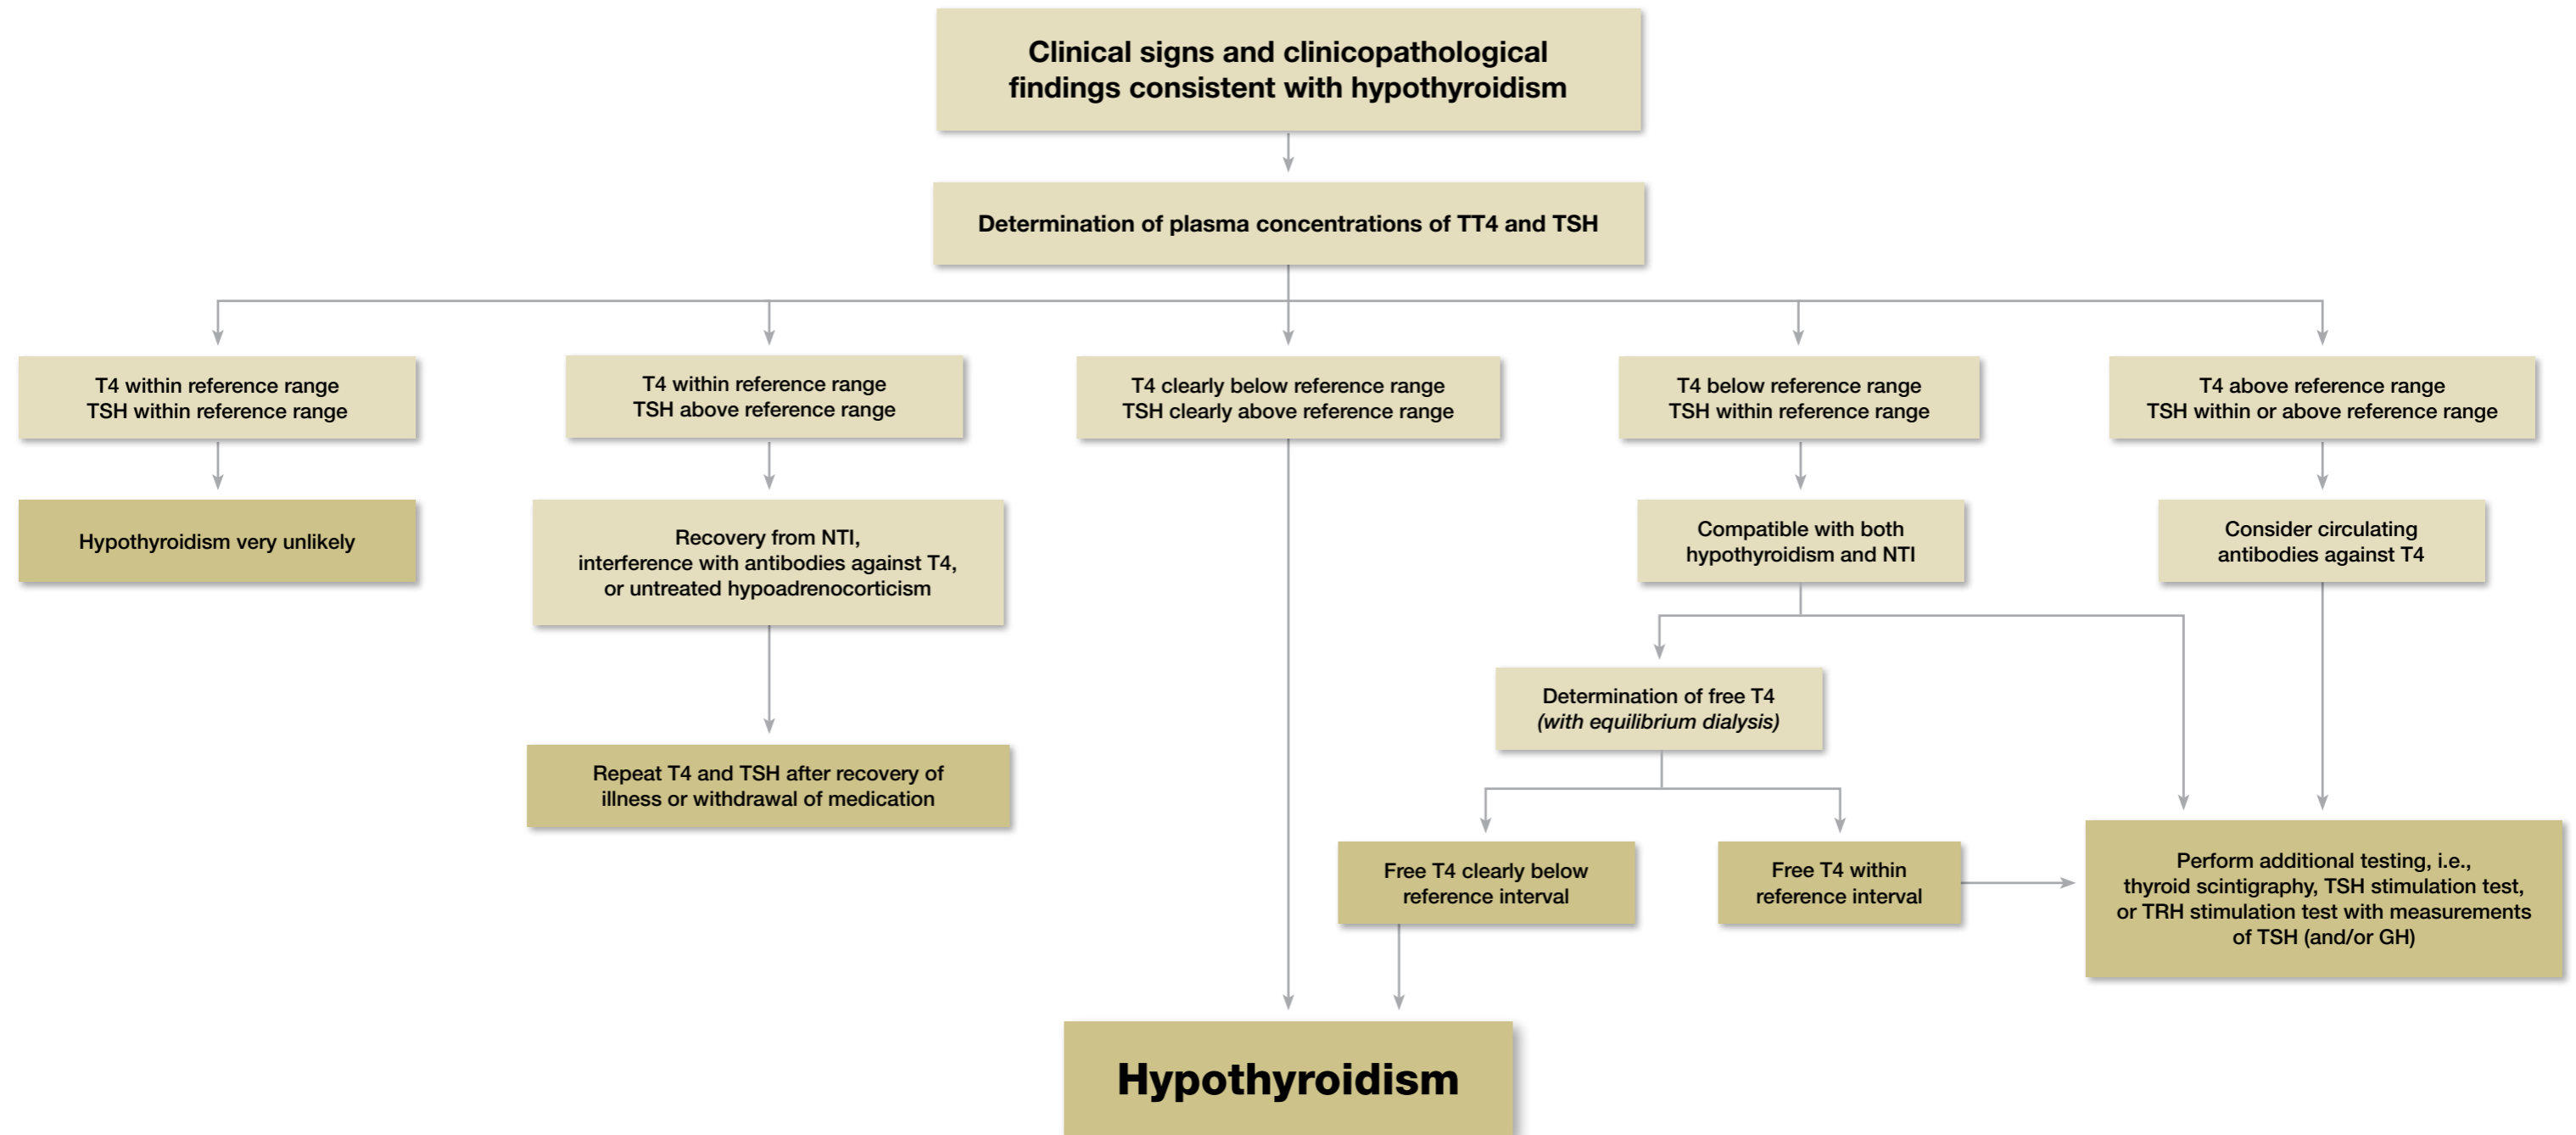 Clinical signs and clinicopathological
findings consistent with hypothyroidism
Determination of plasma concentrations of TT4 and TSH
T4 within reference range
TSH within reference range
T4 within reference range
TSH above reference range
T4 clearly below reference range
TSH clearly above reference range
T4 below reference range
TSH within reference range
T4 above reference range
TSH within or above reference range
Hypothyroidism very unlikely
Recovery from NTI,
interference with antibodies against T4,
or untreated hypoadrenocorticism
Compatible with both
hypothyroidism and NTI
Consider circulating
antibodies against T4
Determination of free T4
(with equilibrium dialysis)
Repeat T4 and TSH after recovery of
illness or withdrawal of medication
Free T4 clearly below
reference interval
Free T4 within
reference interval
Perform additional testing, i.e.,
thyroid scintigraphy, TSH stimulation test,
or TRH stimulation test with measurements
of TSH (and/or GH)
Hypothyroidism